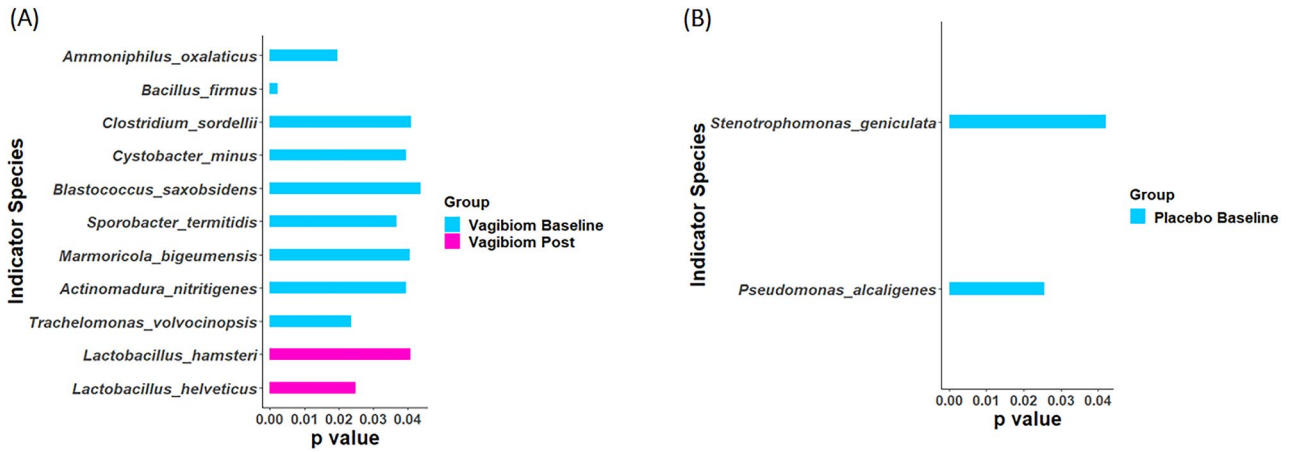 (A)
Indicator Species
Ammoniphilus_oxalaticus
Bacillus_firmus
Clostridium_sordellii
Cystobacter_minus
Blastococcus_saxobsidens
Sporobacter_termitidis
Marmoricola_bigeumensis
Actinomadura_nitritigenes
Trachelomonas_volvocinopsis
Lactobacillus_hamsteri
Lactobacillus_helveticus
0.00 0.01 0.02 0.03 0.04
p value
Group
Vagibiom Baseline
Vagibiom Post
(B)
Indicator Species
Stenotrophomonas_geniculata
Pseudomonas_alcaligenes
0.00 0.01 0.02 0.03 0.04
p value
Group
Placebo Baseline